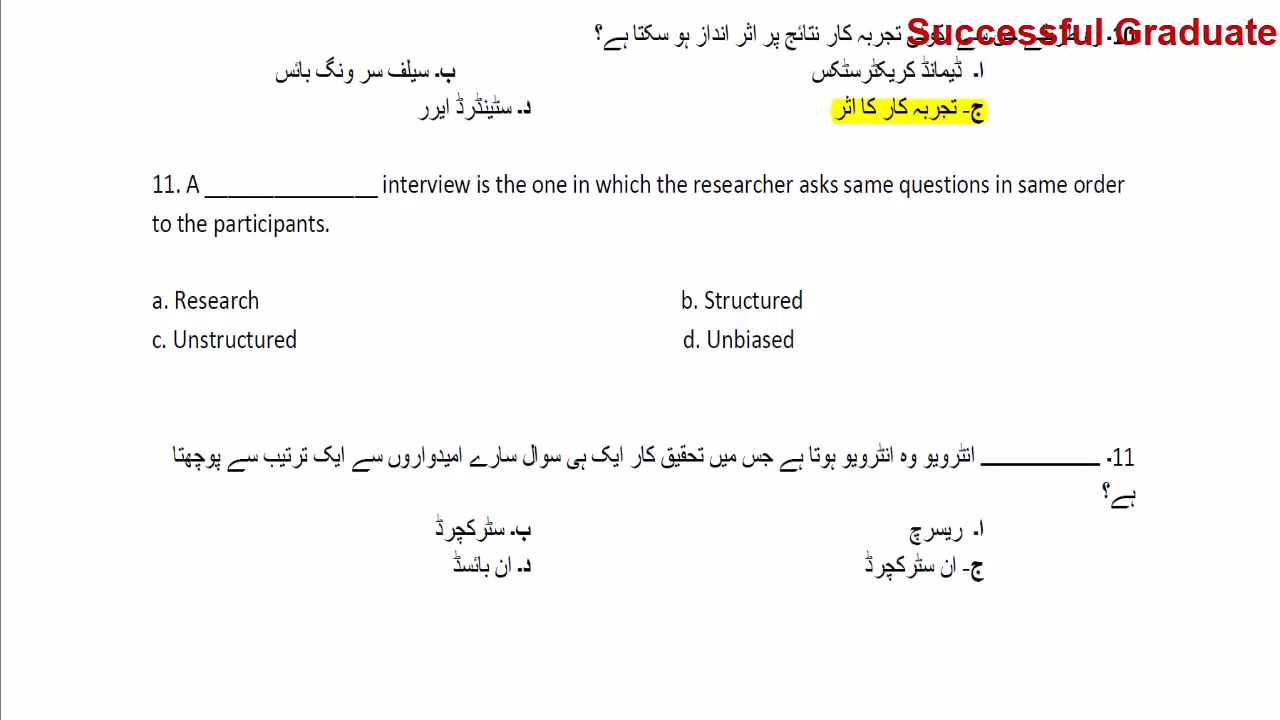 Successful Graduate
10. تجربہ کار نتائج پر اثر انداز ہو سکتا ہے؟
ا۔ ڈیمانڈ کریکٹرسٹکس ب۔ سیلف سر ونگ بائس
ج- تجربہ کار کا اثر د۔ سٹینڈرڈ ایرر
11. A _______________ interview is the one in which the researcher asks same questions in same order
to the participants.
a. Research b. Structured
c. Unstructured d. Unbiased
11. __________ انٹرویو وہ انٹرویو ہوتا ہے جس میں تحقیق کار ایک ہی سوال سارے امیدواروں سے ایک ترتیب سے پوچھتا
ہے؟
ا۔ ریسرچ ب۔ سٹرکچرڈ
ج- ان سٹرکچرڈ د۔ ان بائسڈ